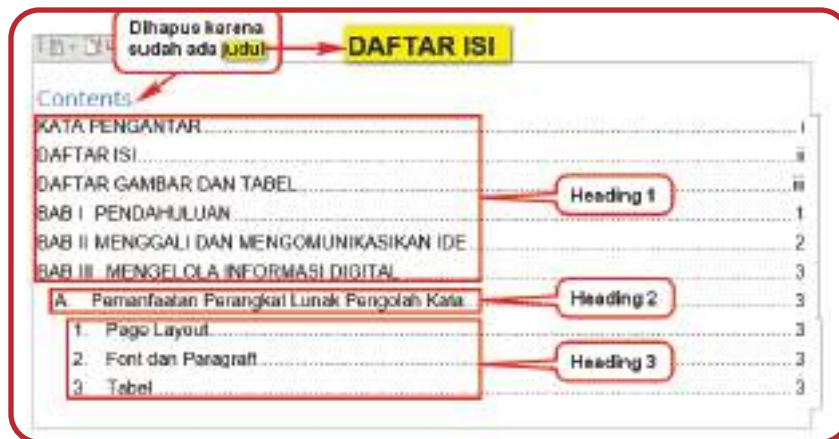 Dihapus karena
sudah ada judul
DAFTAR ISI
Contents
KATA PENGANTAR i
DAFTAR ISI ii
DAFTAR GAMBAR DAN TABEL iii
Heading 1
BAB I PENDAHULUAN 1
BAB II MENGGALI DAN MENGOMUNIKASIKAN IDE 2
BAB III MENGELOLA INFORMASI DIGITAL 3
A. Pemanfaatan Perangkat Lunak Pengolah Kata 3
Heading 2
1. Page Layout 3
2. Font dan Paragraft 3
Heading 3
3. Tabel 3